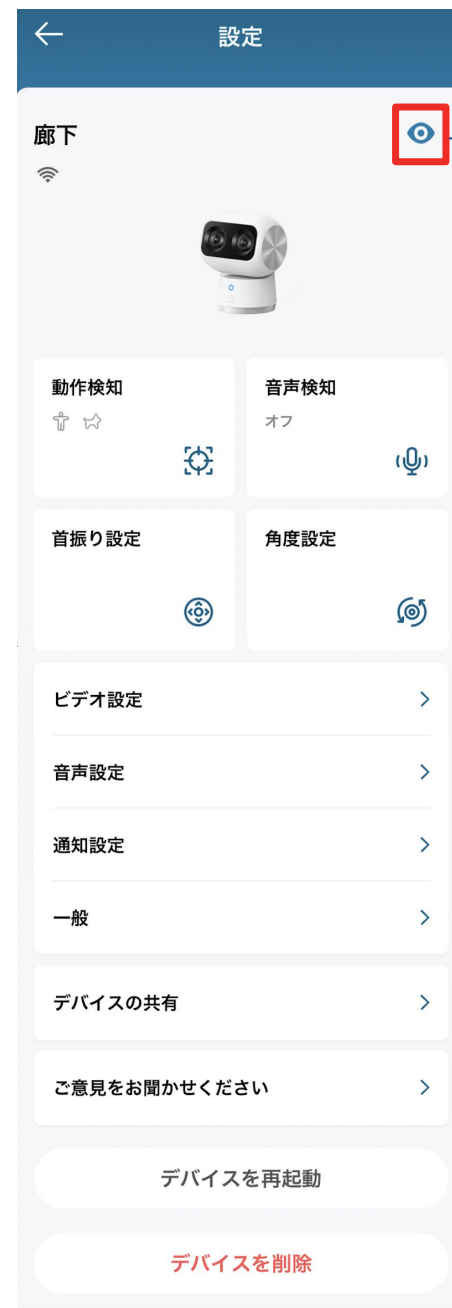 設定
廊下
動作検知
音声検知
オフ
首振り設定
角度設定
ビデオ設定
音声設定
通知設定
一般
デバイスの共有
ご意見をお聞かせください
デバイスを再起動
デバイスを削除